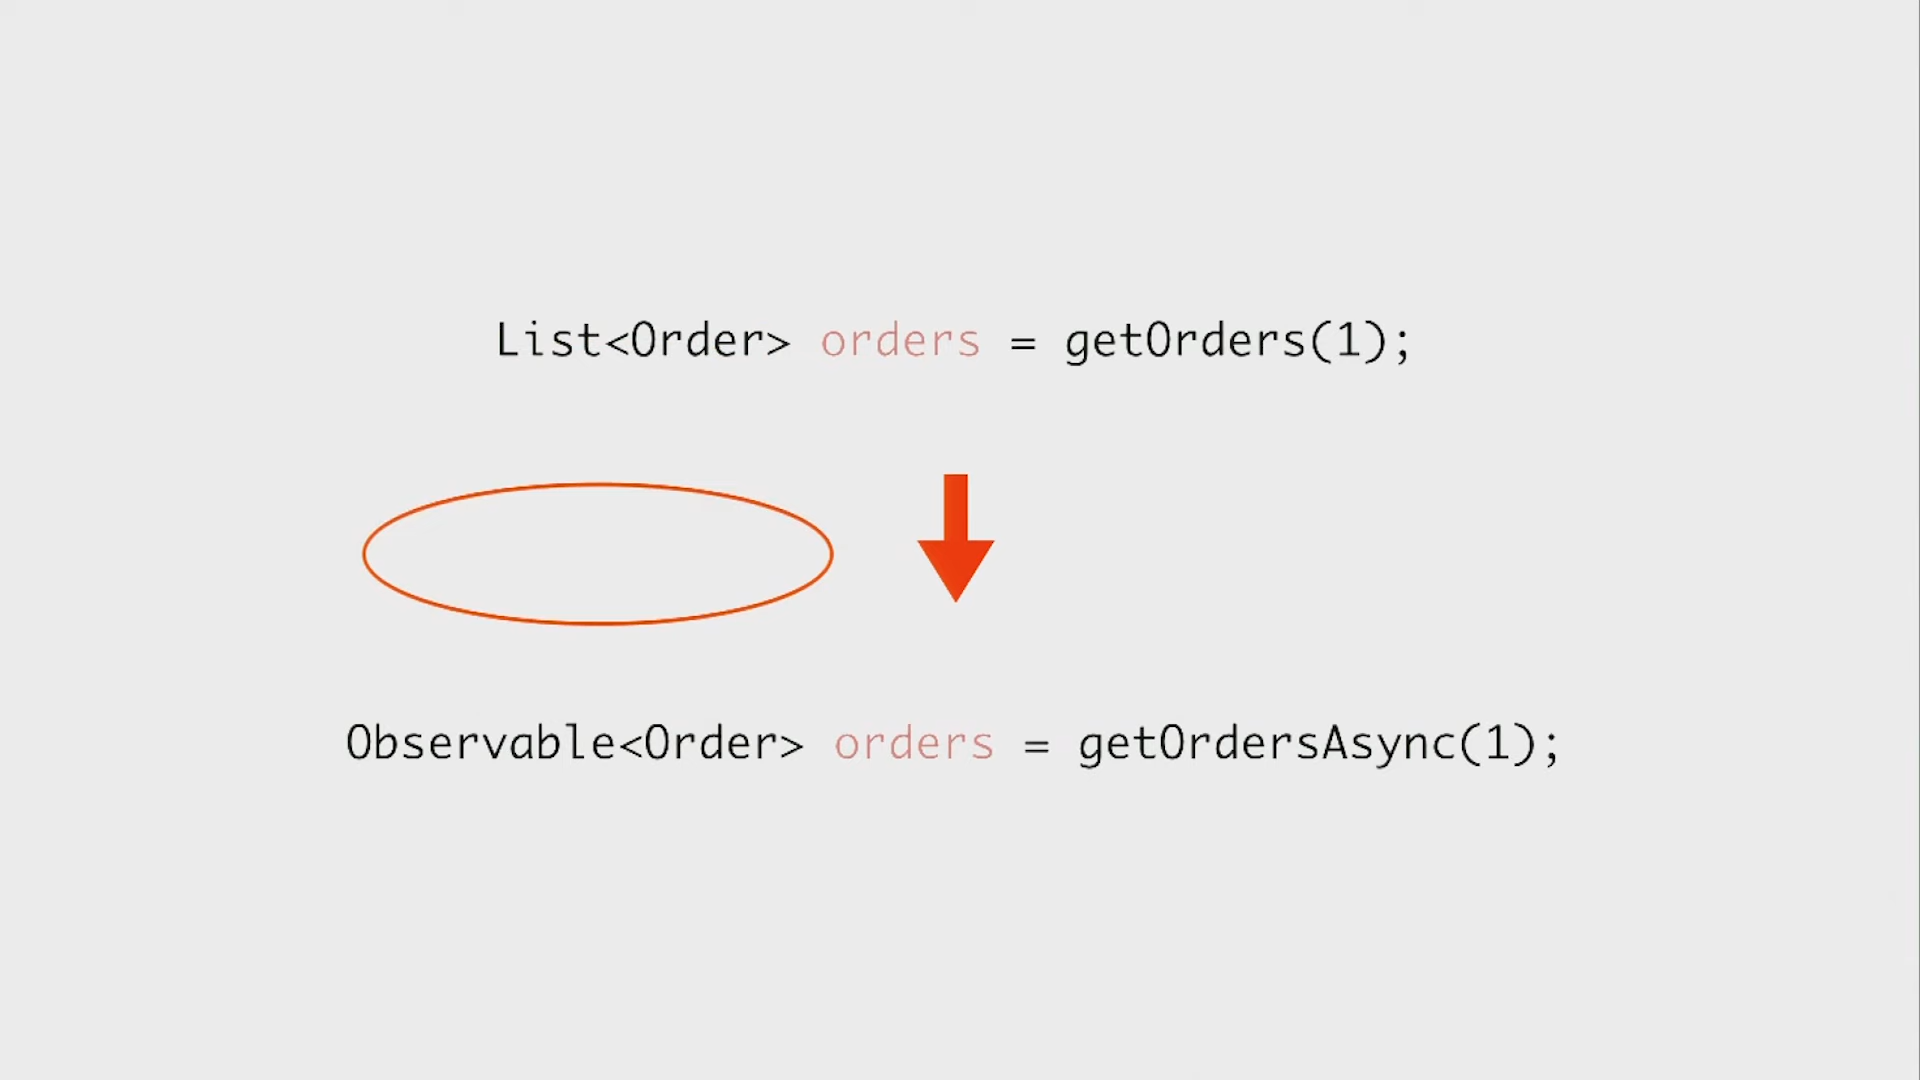 List<Order> orders = getOrders(1);
Observable<Order> orders = getOrdersAsync(1);